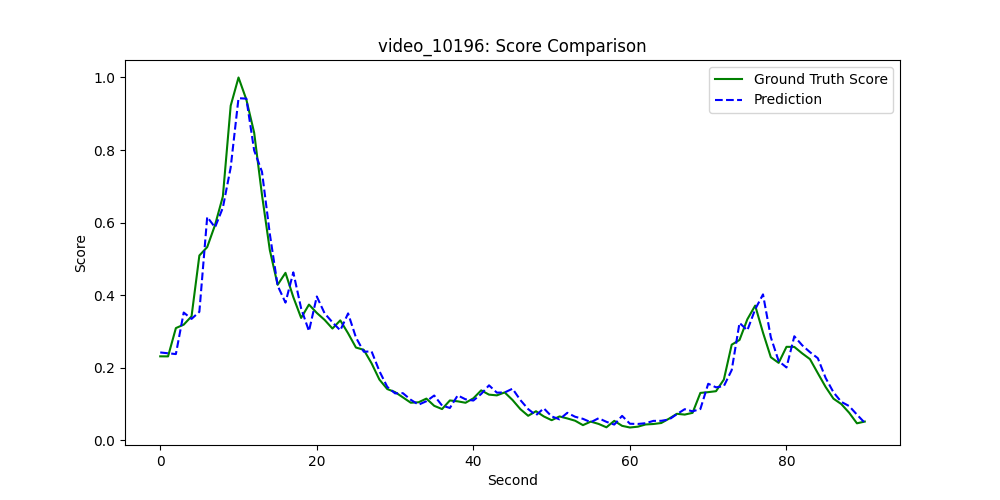 video_10196: Score Comparison
Ground Truth Score
Prediction
1.0
0.8
0.6
0.4
0.2
0.0
Score
0 20 40 60 80
Second